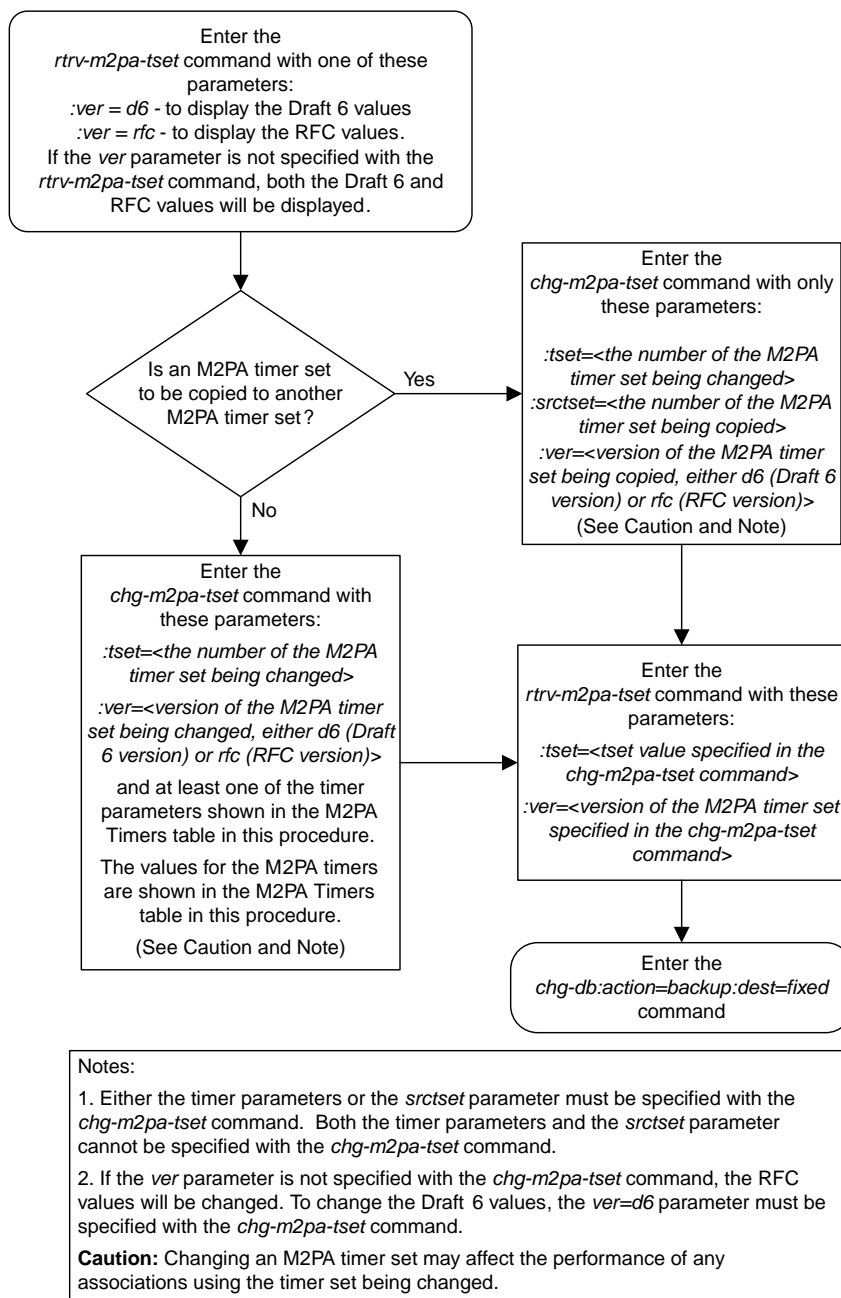 Enter the
rtrv-m2pa-tset command with one of these
parameters:
:ver = d6 - to display the Draft 6 values
:ver = rfc - to display the RFC values.
If the ver parameter is not specified with the
rtrv-m2pa-tset command, both the Draft 6 and
RFC values will be displayed.
Is an M2PA timer set
to be copied to another
M2PA timer set?
Yes
No
Enter the
chg-m2pa-tset command with only
these parameters:
:tset=<the number of the M2PA
timer set being changed>
:srctset=<the number of the M2PA
timer set being copied>
:ver=<version of the M2PA timer
set being copied, either d6 (Draft 6
version) or rfc (RFC version)>
(See Caution and Note)
Enter the
chg-m2pa-tset command with
these parameters:
:tset=<the number of the M2PA
timer set being changed>
:ver=<version of the M2PA timer
set being changed, either d6 (Draft
6 version) or rfc (RFC version)>
and at least one of the timer
parameters shown in the M2PA
Timers table in this procedure.
The values for the M2PA timers
are shown in the M2PA Timers
table in this procedure.
(See Caution and Note)
Enter the
rtrv-m2pa-tset command with these
parameters:
:tset=<tset value specified in the
chg-m2pa-tset command>
:ver=<version of the M2PA timer set
specified in the chg-m2pa-tset
command>
Enter the
chg-db:action=backup:dest=fixed
command
Notes:
1. Either the timer parameters or the srctset parameter must be specified with the
chg-m2pa-tset command. Both the timer parameters and the srctset parameter
cannot be specified with the chg-m2pa-tset command.
2. If the ver parameter is not specified with the chg-m2pa-tset command, the RFC
values will be changed. To change the Draft 6 values, the ver=d6 parameter must be
specified with the chg-m2pa-tset command.
Caution: Changing an M2PA timer set may affect the performance of any
associations using the timer set being changed.